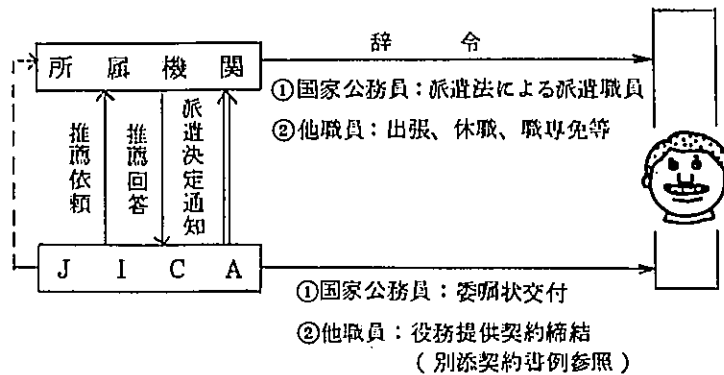 辞令
所属機関
①国家公務員：派遣法による派遣職員
②他職員：出張、休職、職専免等
推薦依頼
推薦回答
派遣決定通知
JICA
①国家公務員：委嘱状交付
②他職員：役務提供契約締結
（別添契約書例参照）